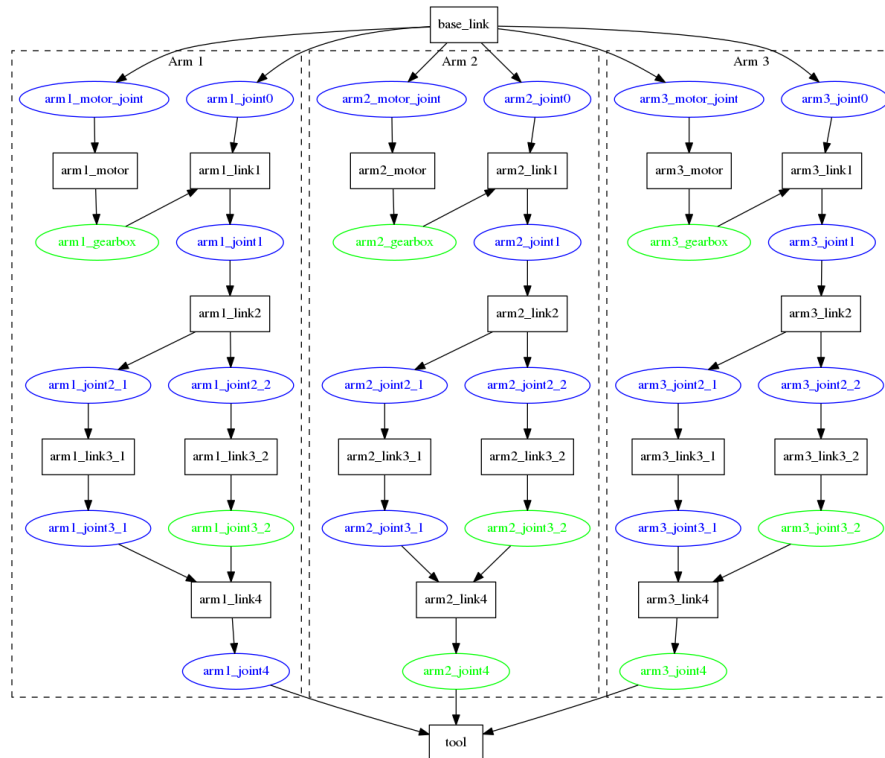 base_link
Arm 1
Arm 2
Arm 3
arm1_motor_joint
arm1_joint0
arm2_motor_joint
arm2_joint0
arm3_motor_joint
arm3_joint0
arm1_motor
arm1_link1
arm2_motor
arm2_link1
arm3_motor
arm3_link1
arm1_gearbox
arm1_joint1
arm2_gearbox
arm2_joint1
arm3_gearbox
arm3_joint1
arm1_link2
arm2_link2
arm3_link2
arm1_joint2_1
arm1_joint2_2
arm2_joint2_1
arm2_joint2_2
arm3_joint2_1
arm3_joint2_2
arm1_link3_1
arm1_link3_2
arm2_link3_1
arm2_link3_2
arm3_link3_1
arm3_link3_2
arm1_joint3_1
arm1_joint3_2
arm2_joint3_1
arm2_joint3_2
arm3_joint3_1
arm3_joint3_2
arm1_link4
arm2_link4
arm3_link4
arm1_joint4
arm2_joint4
arm3_joint4
tool